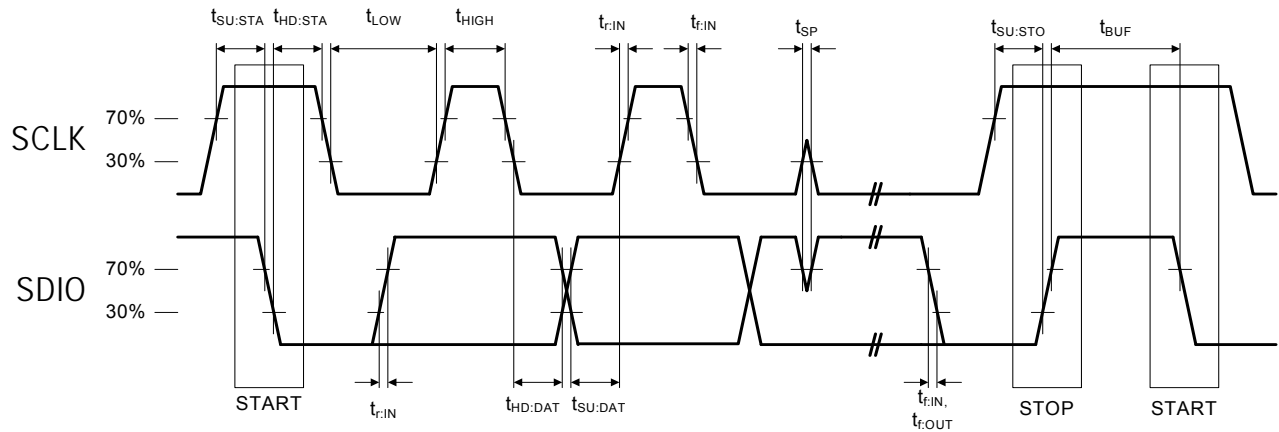 tSU:STA tHD:STA tLOW tHIGH tr:IN tf:IN tSP tSU:STO tBUF
SCLK
70%
30%
SDIO
70%
30%
START
tr:IN
tHD:DAT tSU:DAT
tf:IN,
tf:OUT
STOP
START